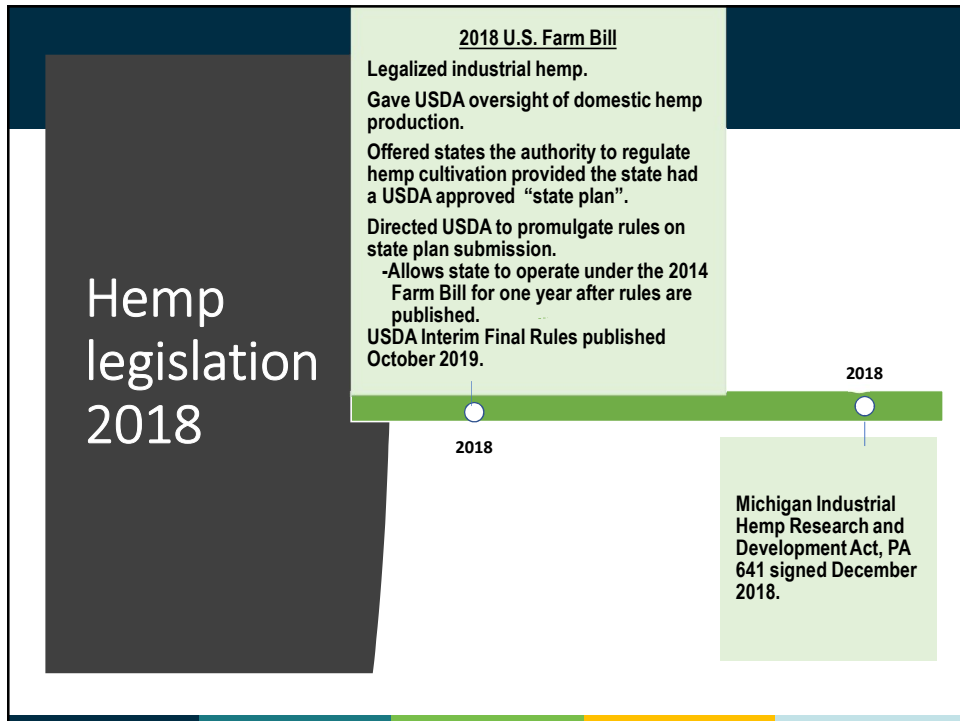 Hemp
legislation
2018
2018 U.S. Farm Bill
Legalized industrial hemp.
Gave USDA oversight of domestic hemp
production.
Offered states the authority to regulate
hemp cultivation provided the state had
a USDA approved “state plan”.
Directed USDA to promulgate rules on
state plan submission.
-Allows state to operate under the 2014
Farm Bill for one year after rules are
published.
USDA Interim Final Rules published
October 2019.
2018
2018
Michigan Industrial
Hemp Research and
Development Act, PA
641 signed December
2018.